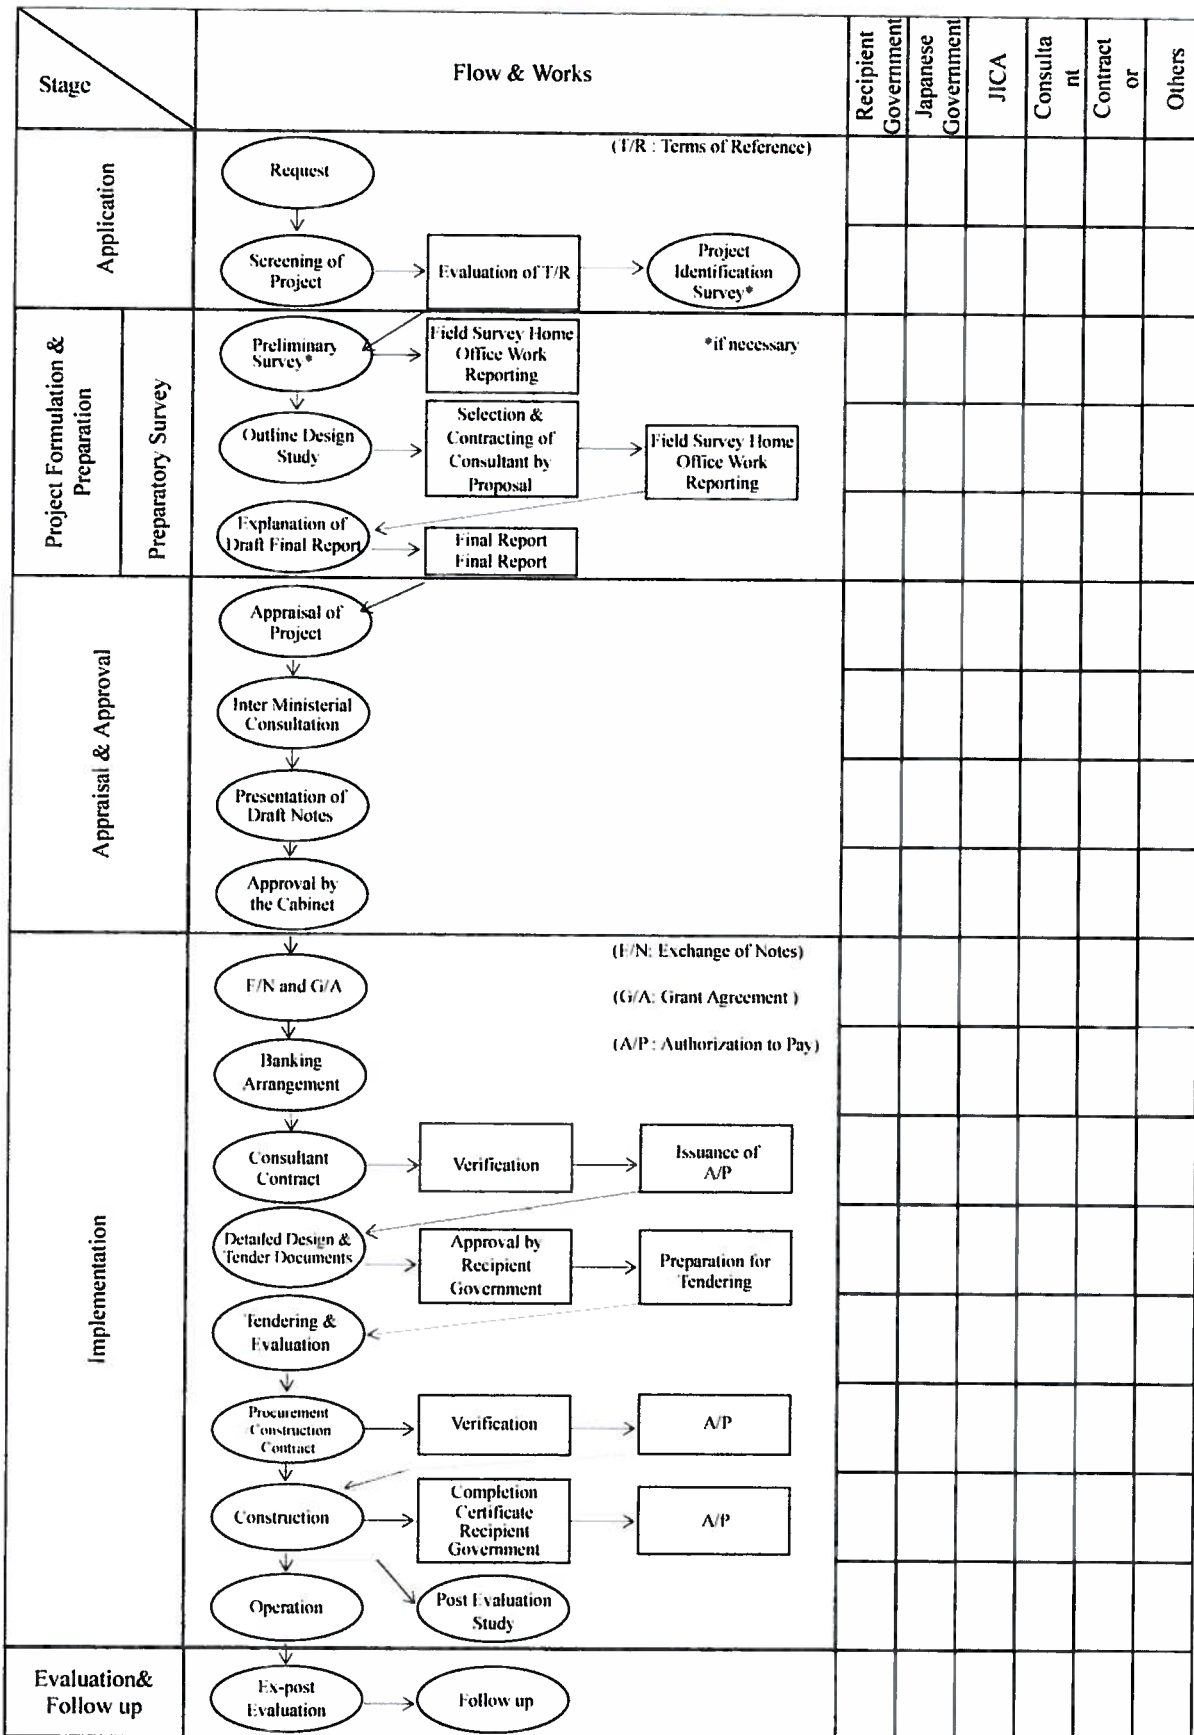 Stage
Flow & Works
Recipient
Government
Japanese
Government
JICA
Consulta
nt
Contract
or
Others
Application
(T/R : Terms of Reference)
Request
Screening of
Project
Evaluation of T/R
Project
Identification
Survey*
Project Formulation &
Preparation
Preparatory Survey
Preliminary
Survey*
Field Survey Home
Office Work
Reporting
*if necessary
Outline Design
Study
Selection &
Contracting of
Consultant by
Proposal
Field Survey Home
Office Work
Reporting
Explanation of
Draft Final Report
Final Report
Final Report
Appraisal & Approval
Appraisal of
Project
Inter Ministerial
Consultation
Presentation of
Draft Notes
Approval by
the Cabinet
Implementation
(E/N: Exchange of Notes)
E/N and G/A
(G/A: Grant Agreement )
(A/P : Authorization to Pay)
Banking
Arrangement
Consultant
Contract
Verification
Issuance of
A/P
Detailed Design &
Tender Documents
Approval by
Recipient
Government
Preparation for
Tendering
Tendering &
Evaluation
Procurement
Construction
Contract
Verification
A/P
Construction
Completion
Certificate
Recipient
Government
A/P
Operation
Post Evaluation
Study
Evaluation&
Follow up
Ex-post
Evaluation
Follow up